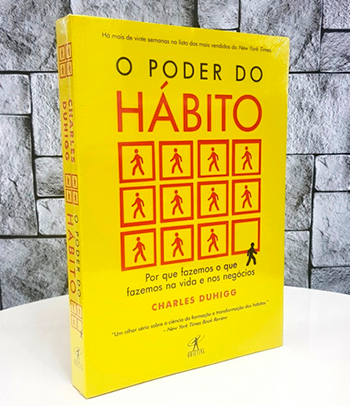 Há mais de vinte semanas na lista dos mais vendidos do New York Times
O PODER DO
HÁBITO
Por que fazemos o que
fazemos na vida e nos negócios
CHARLES DUHIGG
"Um olhar sério sobre a ciência da formação e transformação dos hábitos."
– New York Times Book Review
OBJETIVA
CHARLES
DUHIGG
O PODER DO
HÁBITO